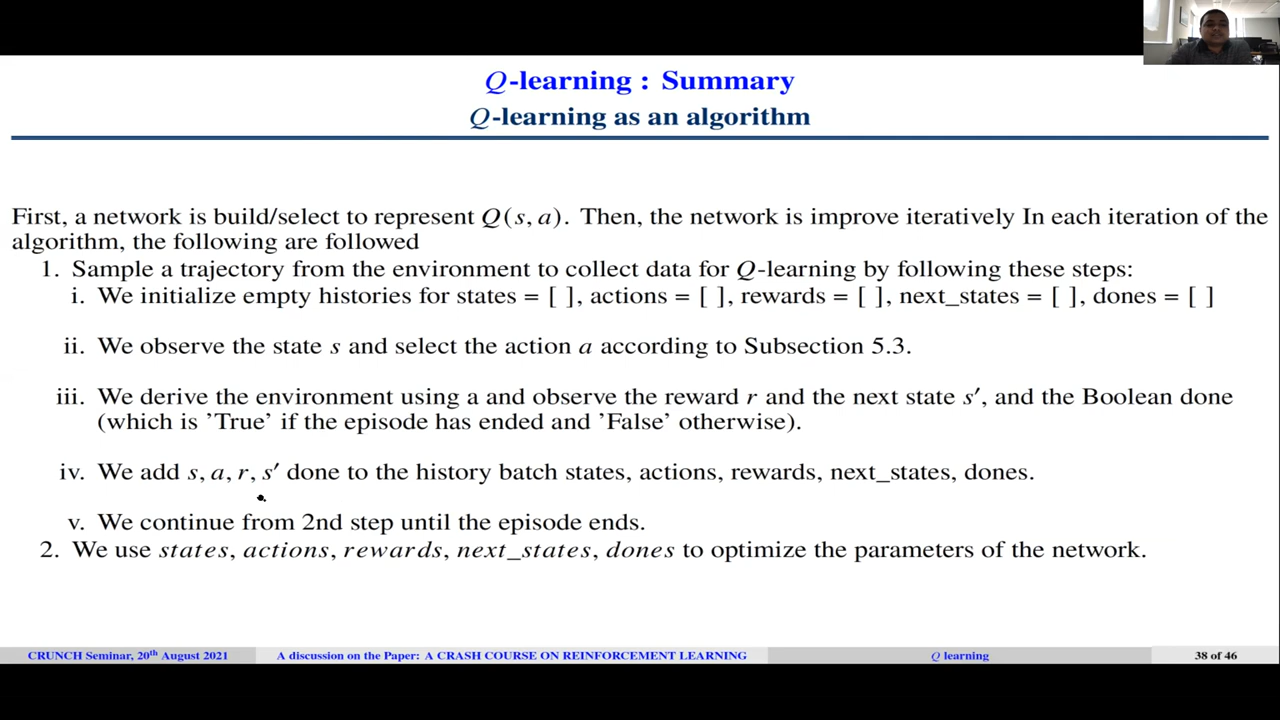 Q-learning : Summary
Q-learning as an algorithm
First, a network is build/select to represent Q(s, a). Then, the network is improve iteratively In each iteration of the
algorithm, the following are followed
1. Sample a trajectory from the environment to collect data for Q-learning by following these steps:
i. We initialize empty histories for states = [ ], actions = [ ], rewards = [ ], next_states = [ ], dones = [ ]
ii. We observe the state s and select the action a according to Subsection 5.3.
iii. We derive the environment using a and observe the reward r and the next state s′, and the Boolean done
(which is ’True’ if the episode has ended and ’False’ otherwise).
iv. We add s, a, r, s′ done to the history batch states, actions, rewards, next_states, dones.
v. We continue from 2nd step until the episode ends.
2. We use states, actions, rewards, next_states, dones to optimize the parameters of the network.
CRUNCH Seminar, 20th August 2021 A discussion on the Paper: A CRASH COURSE ON REINFORCEMENT LEARNING Q learning 38 of 46